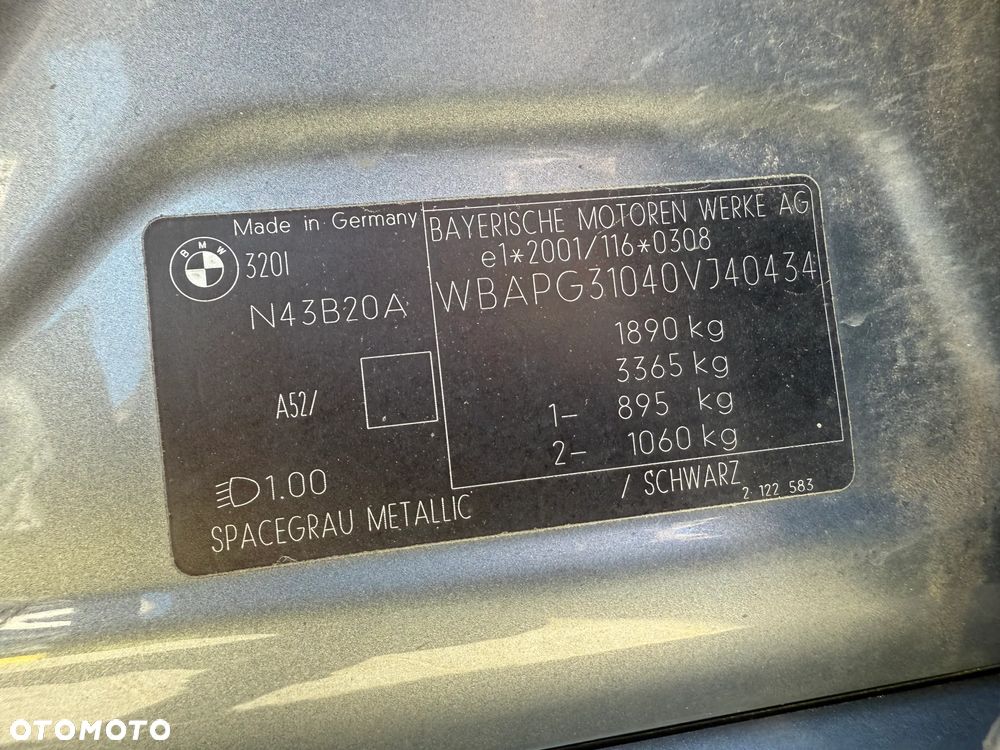 Made in Germany
BAYERISCHE MOTOREN WERKE AG
e1*2001/116*0308
BMW
320I
WBAPG31040VJ40434
N43B20A
1890 kg
3365 kg
A52/
1- 895 kg
2- 1060 kg
1.00
SPACEGRAU METALLIC / SCHWARZ
2 122 583
OTOMOTO